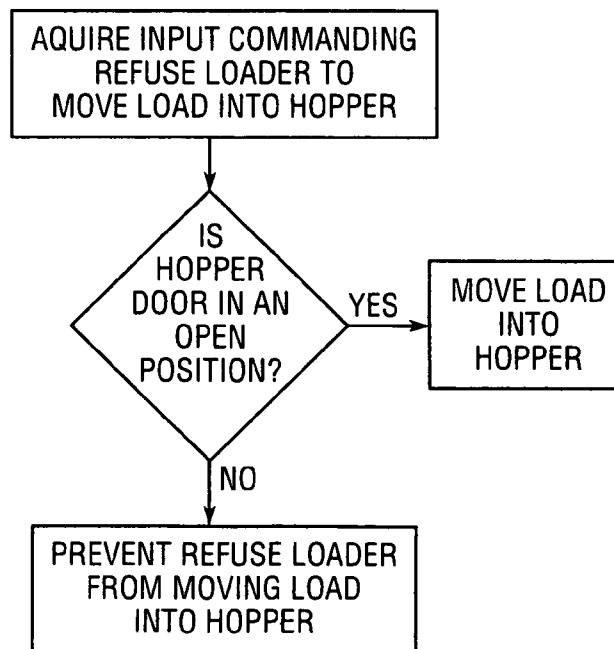 AQUIRE INPUT COMMANDING
REFUSE LOADER TO
MOVE LOAD INTO HOPPER
IS
HOPPER
DOOR IN AN
OPEN
POSITION?
YES
MOVE LOAD
INTO
HOPPER
NO
PREVENT REFUSE LOADER
FROM MOVING LOAD
INTO HOPPER